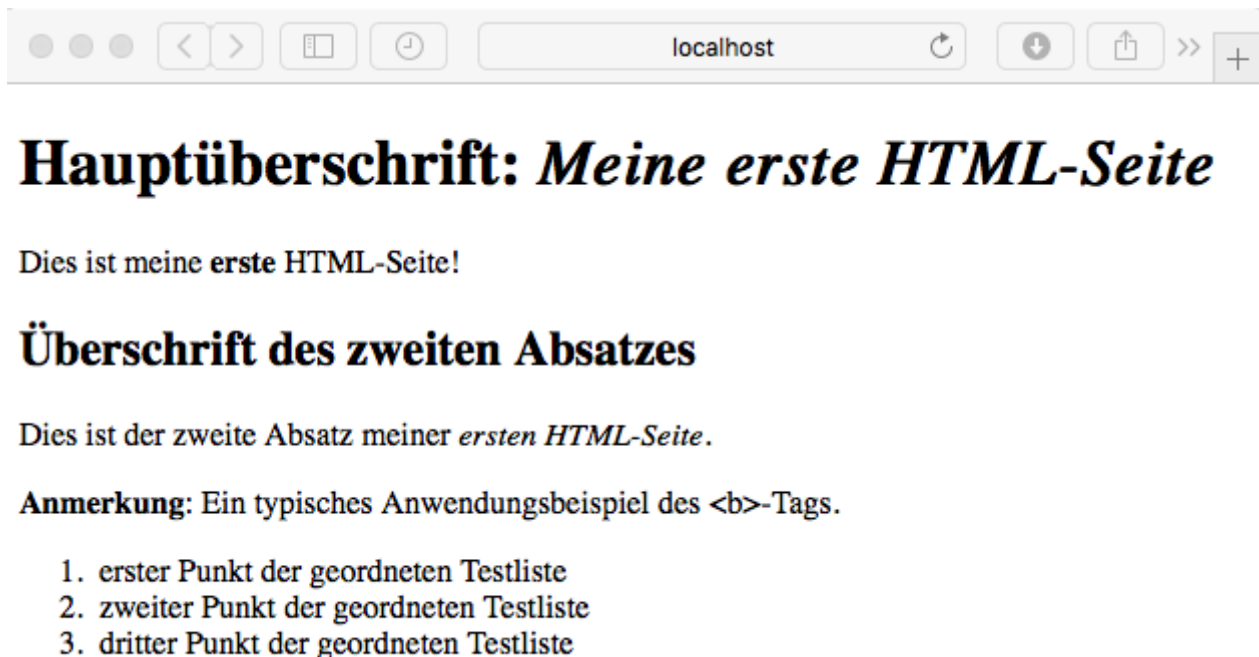 localhost
Hauptüberschrift: Meine erste HTML-Seite
Dies ist meine erste HTML-Seite!
Überschrift des zweiten Absatzes
Dies ist der zweite Absatz meiner ersten HTML-Seite.
Anmerkung: Ein typisches Anwendungsbeispiel des <b>-Tags.
1. erster Punkt der geordneten Testliste
2. zweiter Punkt der geordneten Testliste
3. dritter Punkt der geordneten Testliste